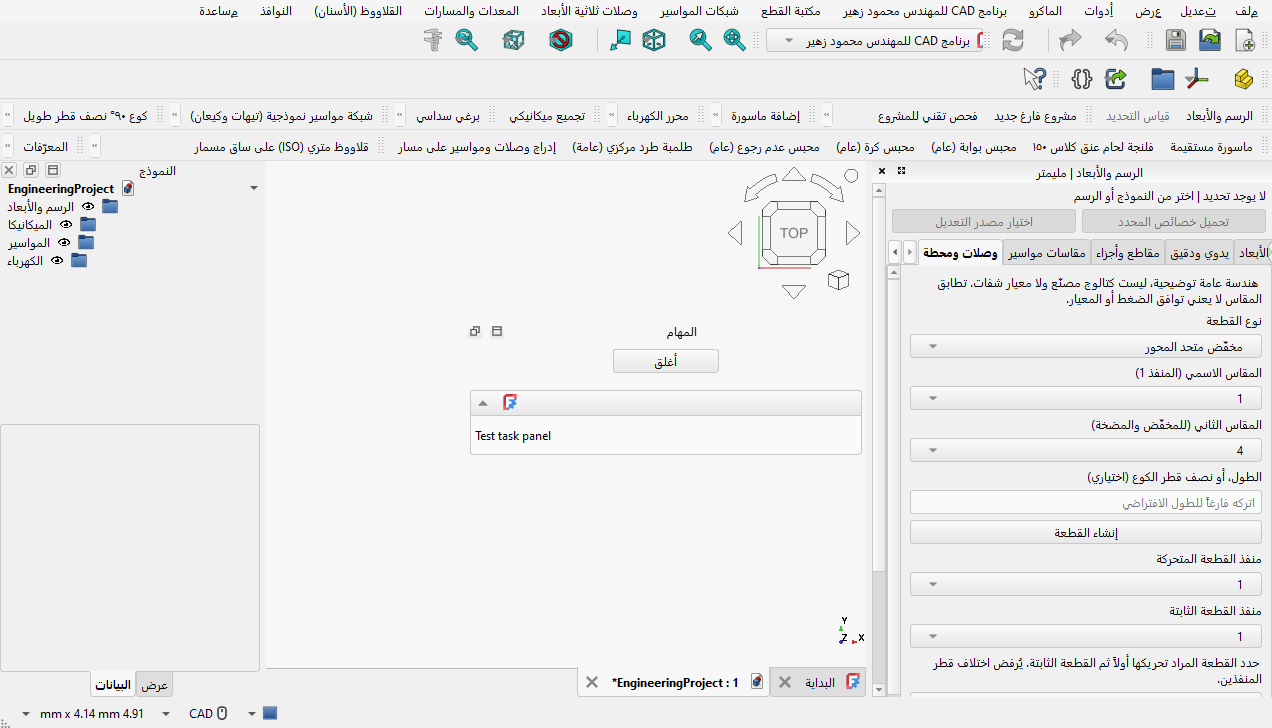 ملف تعديل عرض أدوات الماكرو برنامج CAD للمهندس محمود زهير مكتبة القطع شبكات المواسير وصلات ثلاثية الأبعاد المعدات والمسارات القلاووظ (الأسنان) النوافذ مساعدة
برنامج CAD للمهندس محمود زهير
الرسم والأبعاد قياس التحديد مشروع فارغ جديد فحص تقني للمشروع » إضافة ماسورة » محرر الكهرباء » تجميع ميكانيكي برغي سداسي » شبكة مواسير نموذجية (تيهات وكيعان) » كوع ٩٠° نصف قطر طويل »
ماسورة مستقيمة فلنجة لحام عنق كلاس ١٥٠ محبس بوابة (عام) محبس كرة (عام) محبس عدم رجوع (عام) طلمبة طرد مركزي (عامة) إدراج وصلات ومواسير على مسار قلاووظ متري (ISO) على ساق مسمار » المعرّفات »
الرسم والأبعاد | مليمتر
لا يوجد تحديد | اختر من النموذج أو الرسم
تحميل خصائص المحدد
اختيار مصدر التعديل
الأبعاد
يدوي ودقيق
مقاطع وأجزاء
مقاسات مواسير
وصلات ومحطة
هندسة عامة توضيحية، ليست كتالوج مصنّع ولا معيار شفات. تطابق
المقاس لا يعني توافق الضغط أو المعيار.
نوع القطعة
مخفّض متحد المحور
المقاس الاسمي (المنفذ 1)
1
المقاس الثاني (للمخفّض والمضخة)
4
الطول، أو نصف قطر الكوع (اختياري)
اتركه فارغاً للطول الافتراضي
إنشاء القطعة
منفذ القطعة المتحركة
1
منفذ القطعة الثابتة
1
حدد القطعة المراد تحريكها أولاً ثم القطعة الثابتة. يُرفض اختلاف قطر
المنفذين.
TOP
المهام
أغلق
Test task panel
Y
Z
X
البداية
EngineeringProject : 1*
النموذج
EngineeringProject
الرسم والأبعاد
الميكانيكا
المواسير
الكهرباء
عرض
البيانات
CAD
mm x 4.14 mm 4.91